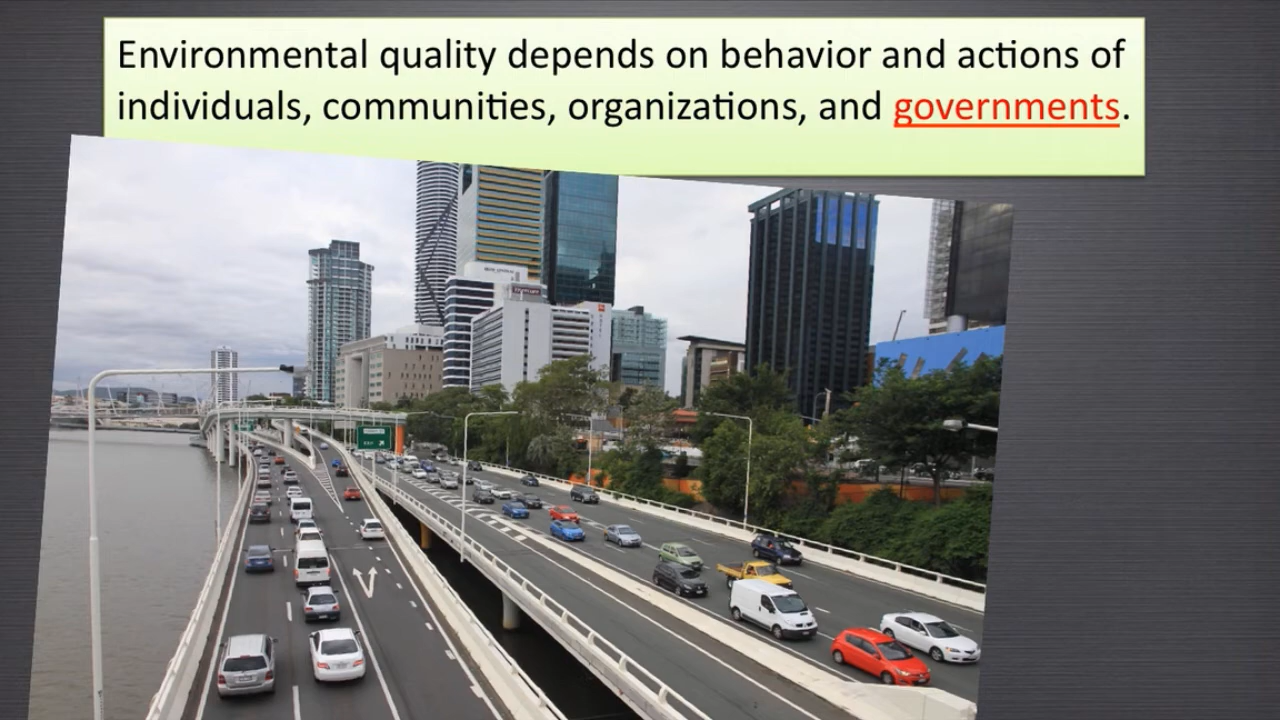 Environmental quality depends on behavior and actions of
individuals, communities, organizations, and governments.